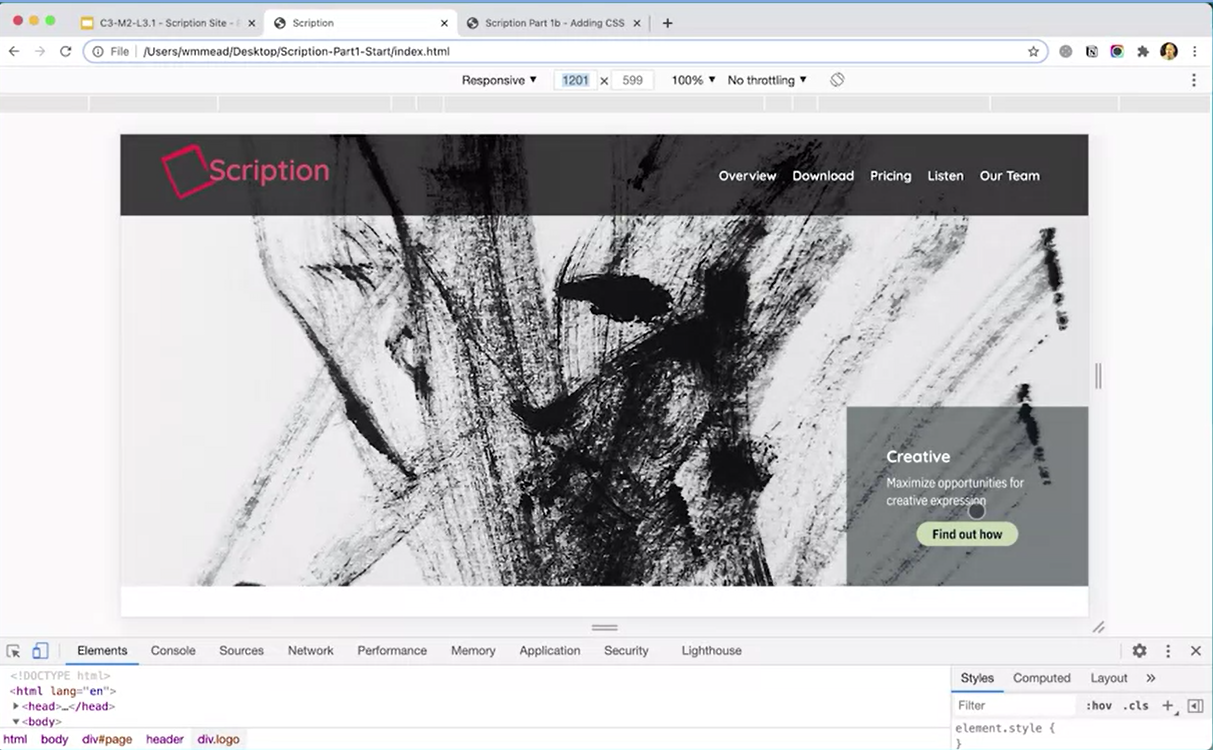 C3-M2-L3.1 - Scription Site -
Scription
Scription Part 1b - Adding CSS
File
/Users/wmmead/Desktop/Scription-Part1-Start/index.html
Responsive ▼ 1201 × 599 100% ▼ No throttling ▼
Scription
Overview Download Pricing Listen Our Team
Creative
Maximize opportunities for
creative expression
Find out how
Elements Console Sources Network Performance Memory Application Security Lighthouse
<!DOCTYPE html>
<html lang="en">
▶<head>…</head>
▼<body>
html body div#page header div.logo
Styles Computed Layout »
Filter :hov .cls +
element.style {
}